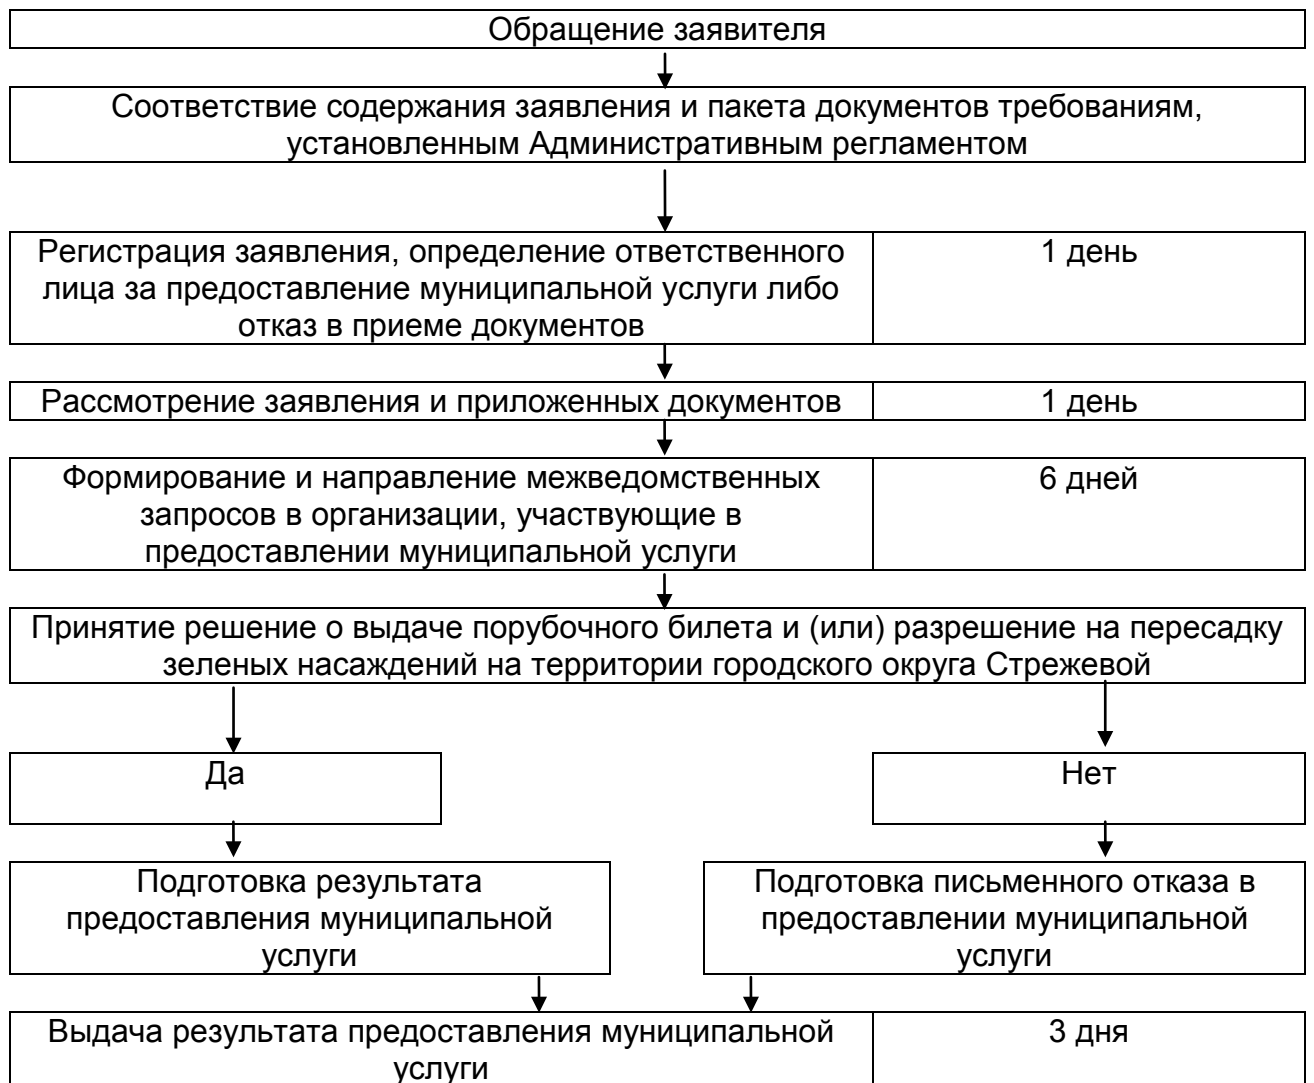 Обращение заявителя
Соответствие содержания заявления и пакета документов требованиям,
установленным Административным регламентом
Регистрация заявления, определение ответственного
лица за предоставление муниципальной услуги либо
отказ в приеме документов
1 день
Рассмотрение заявления и приложенных документов
1 день
Формирование и направление межведомственных
запросов в организации, участвующие в
предоставлении муниципальной услуги
6 дней
Принятие решение о выдаче порубочного билета и (или) разрешение на пересадку
зеленых насаждений на территории городского округа Стрежевой
Да
Нет
Подготовка результата
предоставления муниципальной
услуги
Подготовка письменного отказа в
предоставлении муниципальной
услуги
Выдача результата предоставления муниципальной
услуги
3 дня